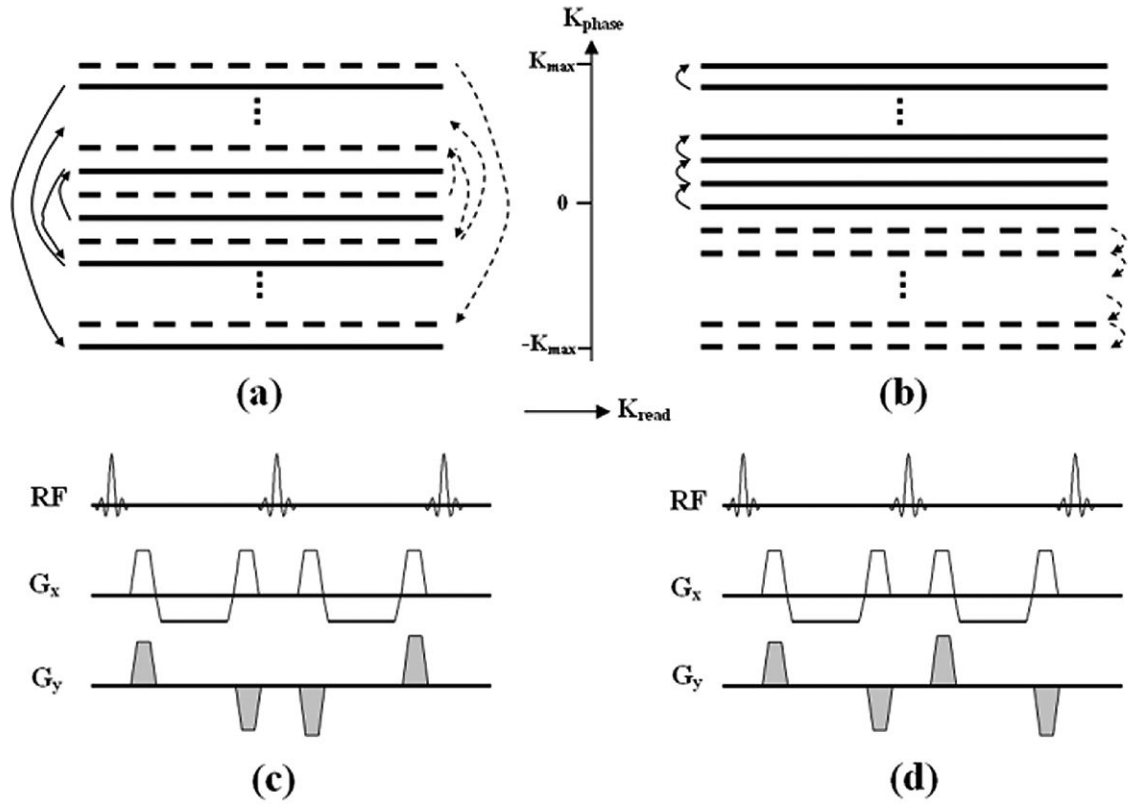 Kphase
Kmax
0
-Kmax
(a)
(b)
Kread
RF
Gx
Gy
(c)
RF
Gx
Gy
(d)